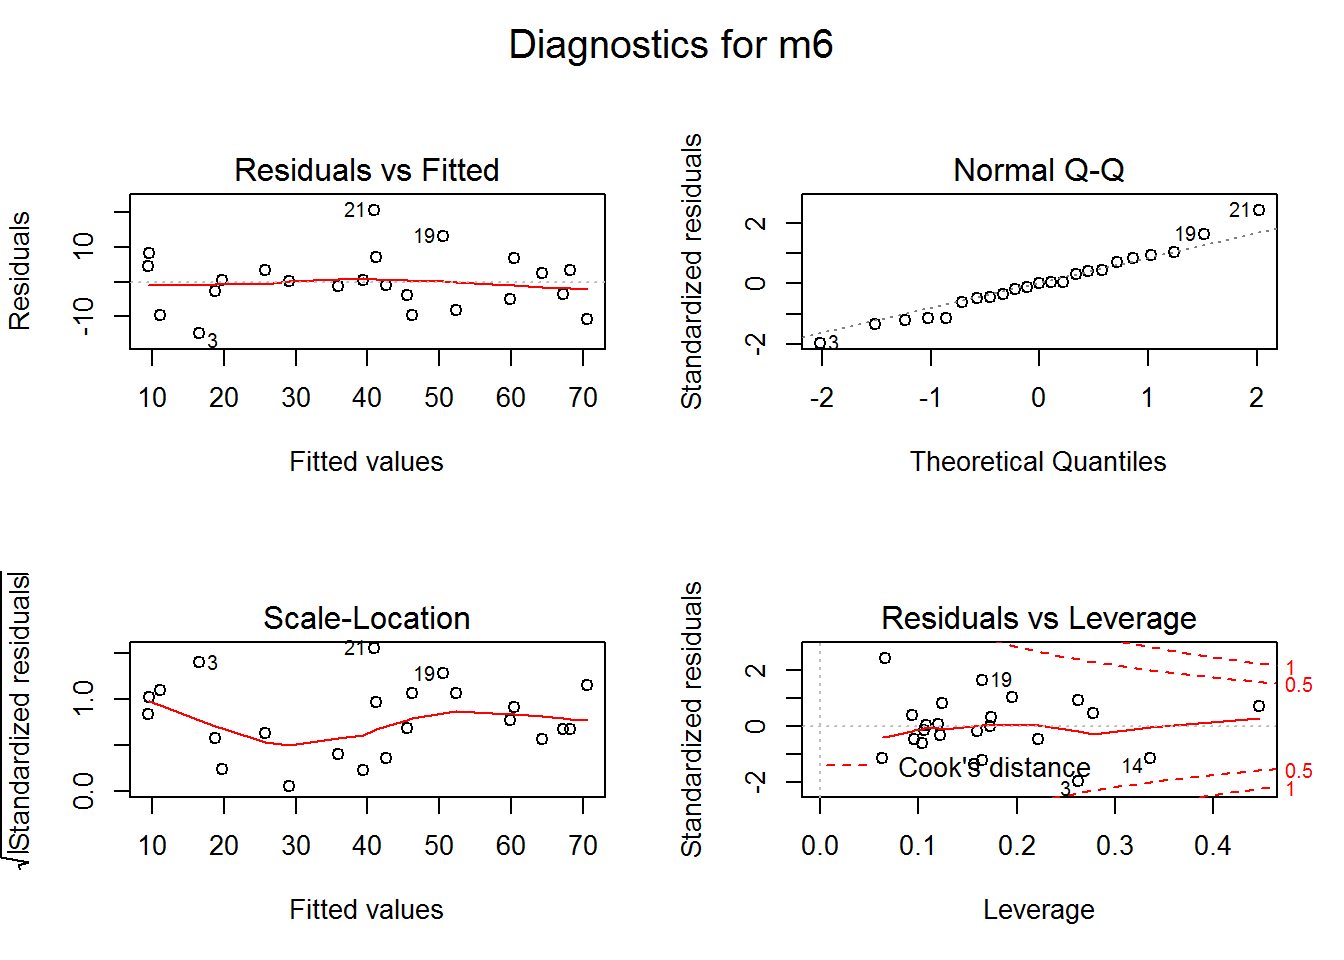 Diagnostics for m6
Residuals vs Fitted
Residuals
10
-10
21
19
3
10 20 30 40 50 60 70
Fitted values
Normal Q-Q
Standardized residuals
2
0
-2
21
19
3
-2 -1 0 1 2
Theoretical Quantiles
Scale-Location
√|Standardized residuals|
1.0
0.0
21
3
19
10 20 30 40 50 60 70
Fitted values
Residuals vs Leverage
Standardized residuals
2
0
-2
19
14
3
Cook's distance
1
0.5
0.5
1
0.0 0.1 0.2 0.3 0.4
Leverage